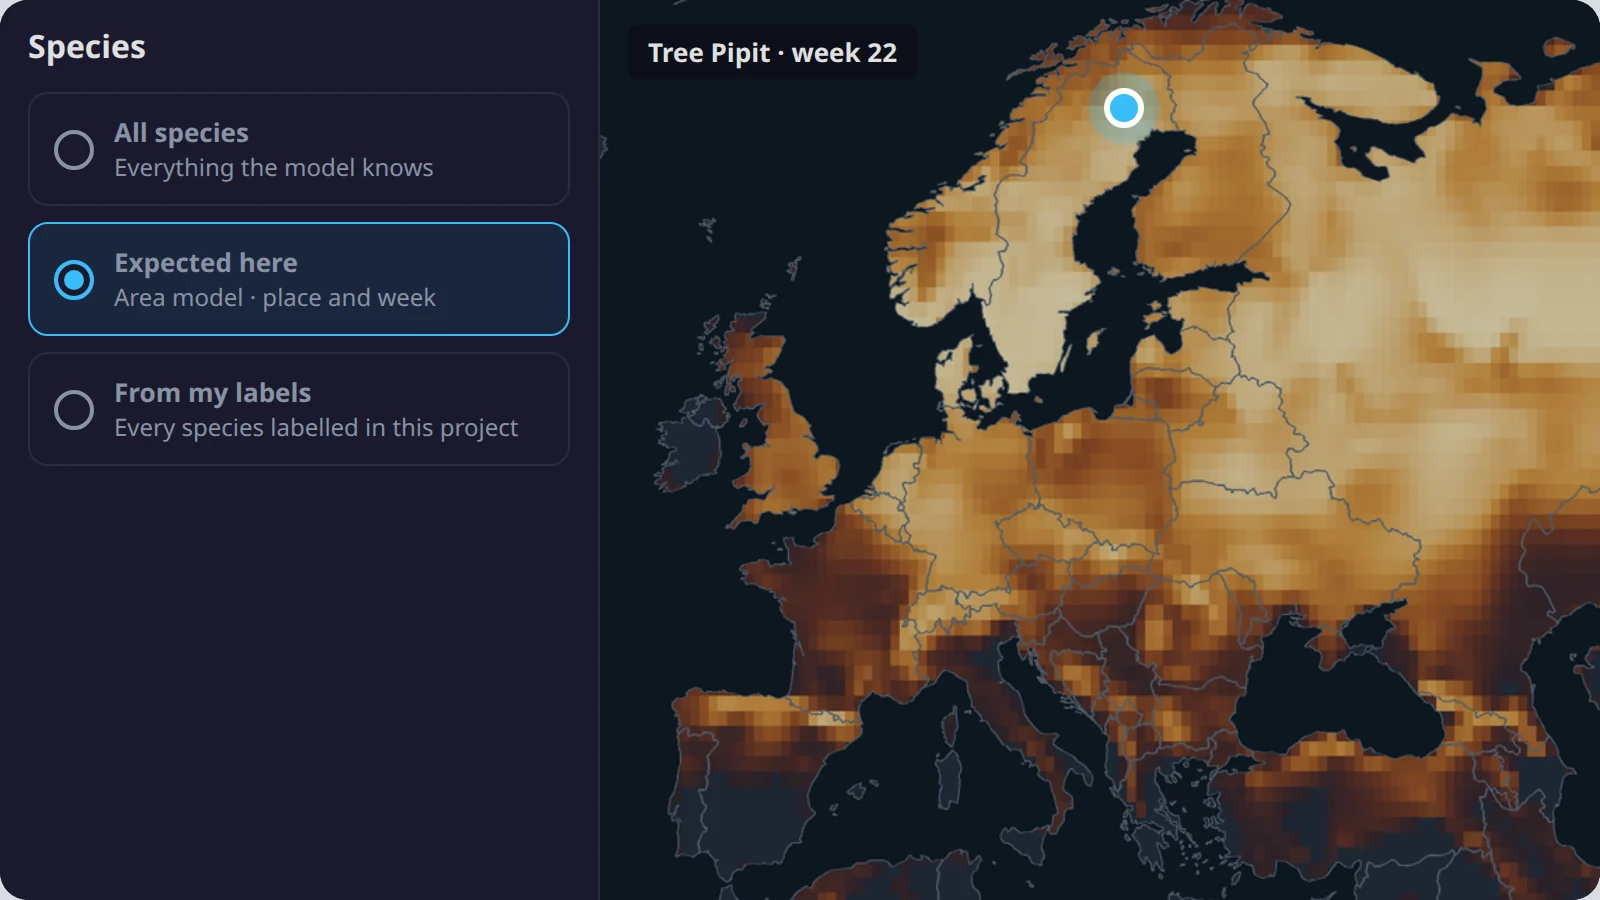 Species
All species
Everything the model knows
Expected here
Area model · place and week
From my labels
Every species labelled in this project
Tree Pipit · week 22